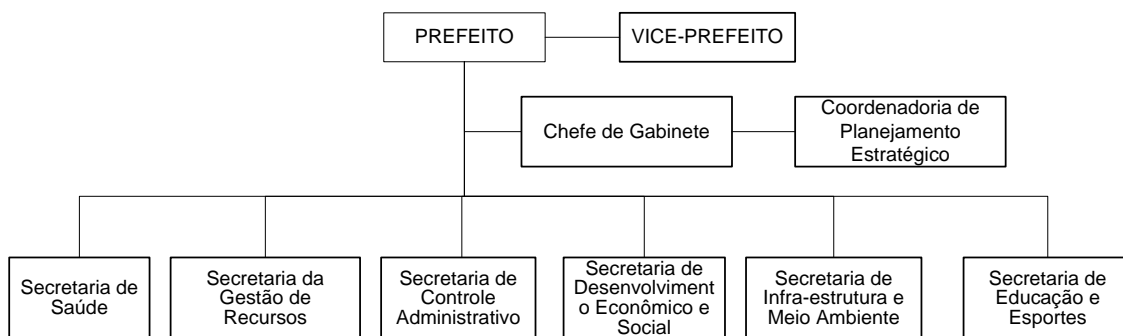 PREFEITO
VICE-PREFEITO
Chefe de Gabinete
Coordenadoria de
Planejamento
Estratégico
Secretaria de
Saúde
Secretaria da
Gestão de
Recursos
Secretaria de
Controle
Administrativo
Secretaria de
Desenvolviment
o Econômico e
Social
Secretaria de
Infra-estrutura e
Meio Ambiente
Secretaria de
Educação e
Esportes